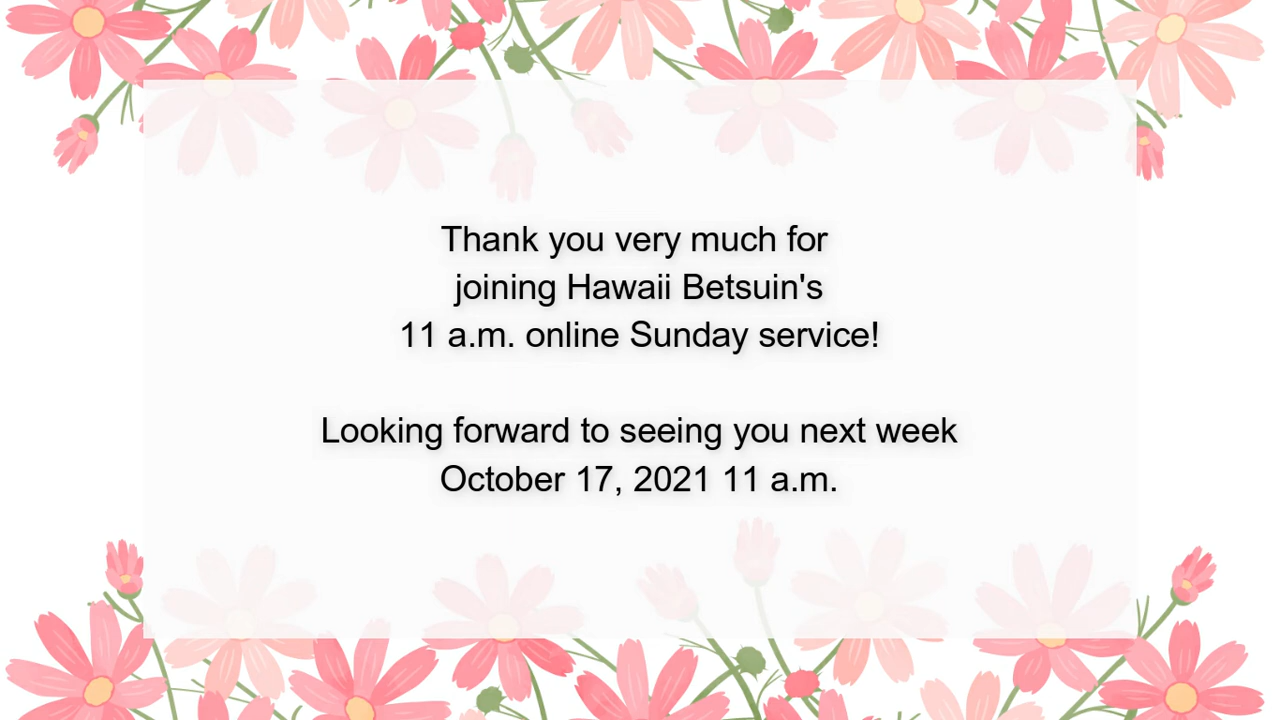 Thank you very much for
joining Hawaii Betsuin's
11 a.m. online Sunday service!
Looking forward to seeing you next week
October 17, 2021 11 a.m.